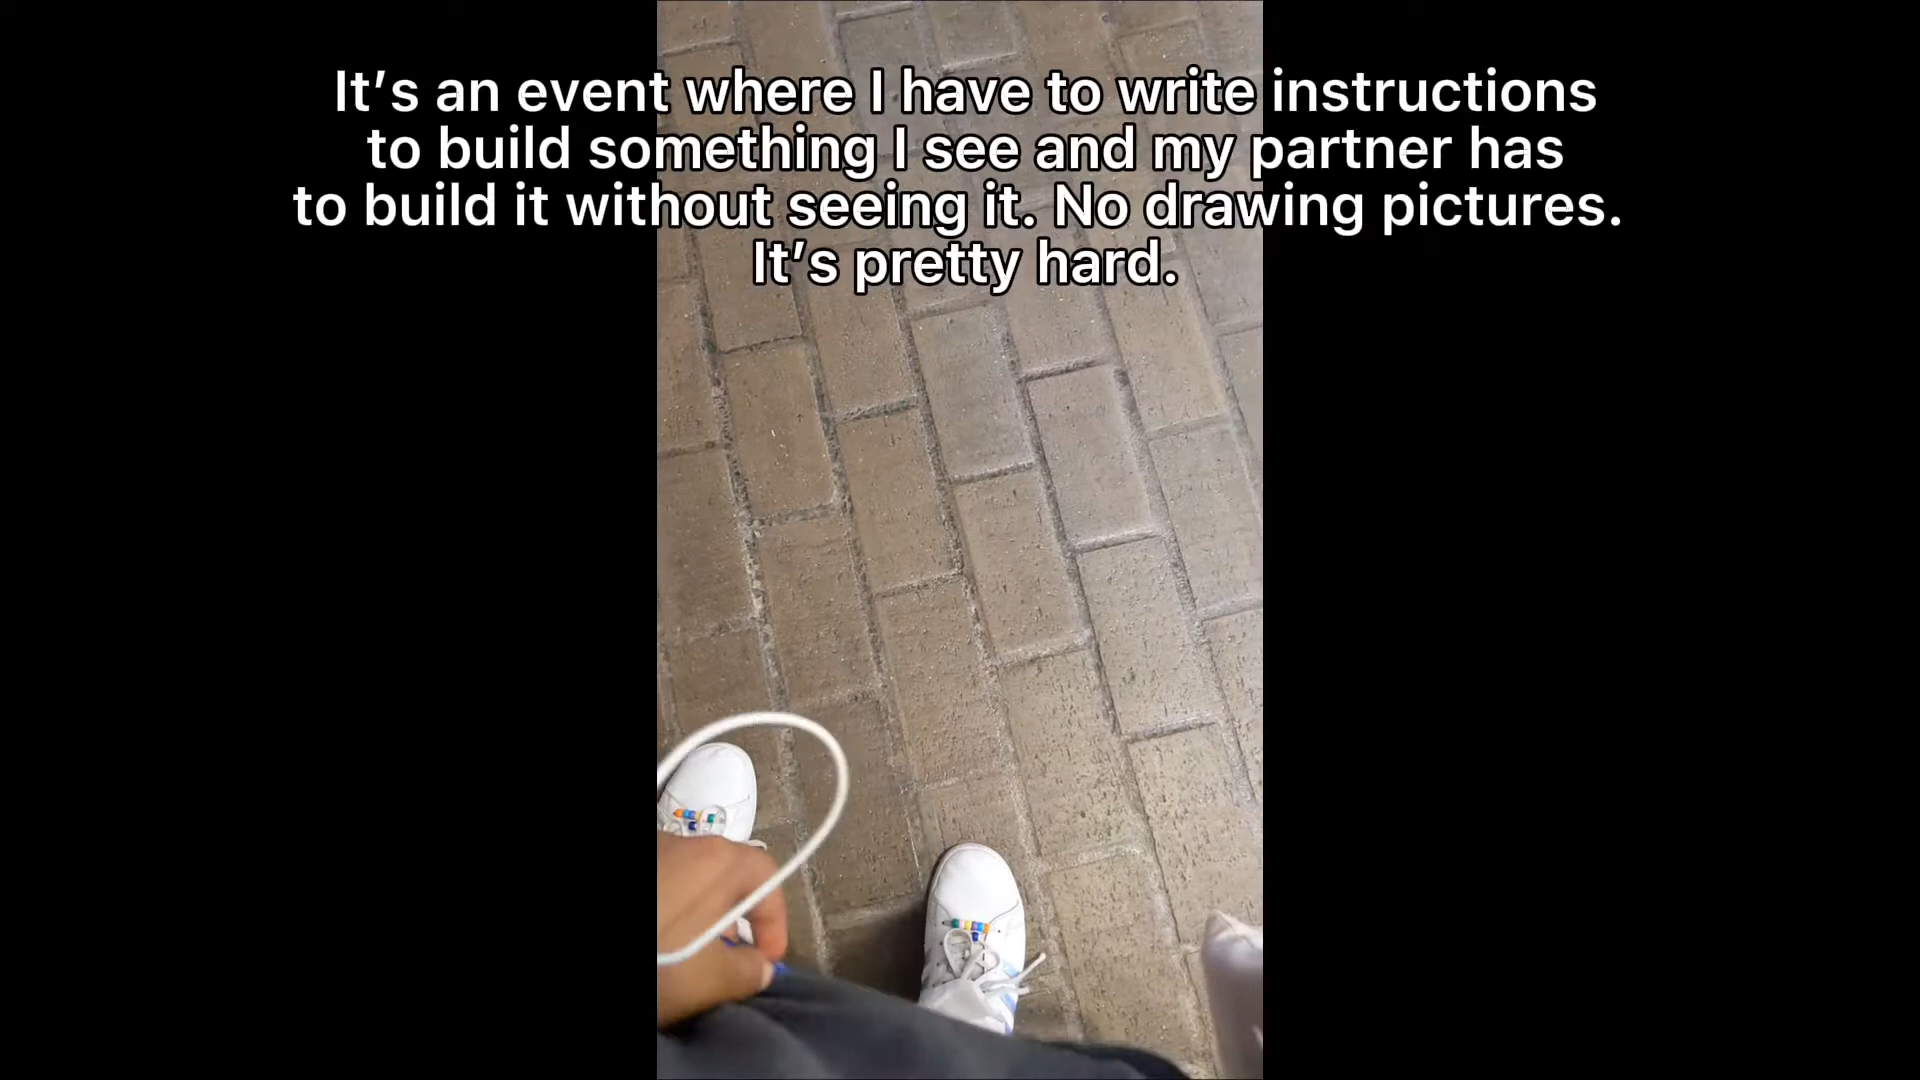 It’s an event where I have to write instructions
to build something I see and my partner has
to build it without seeing it. No drawing pictures.
It’s pretty hard.